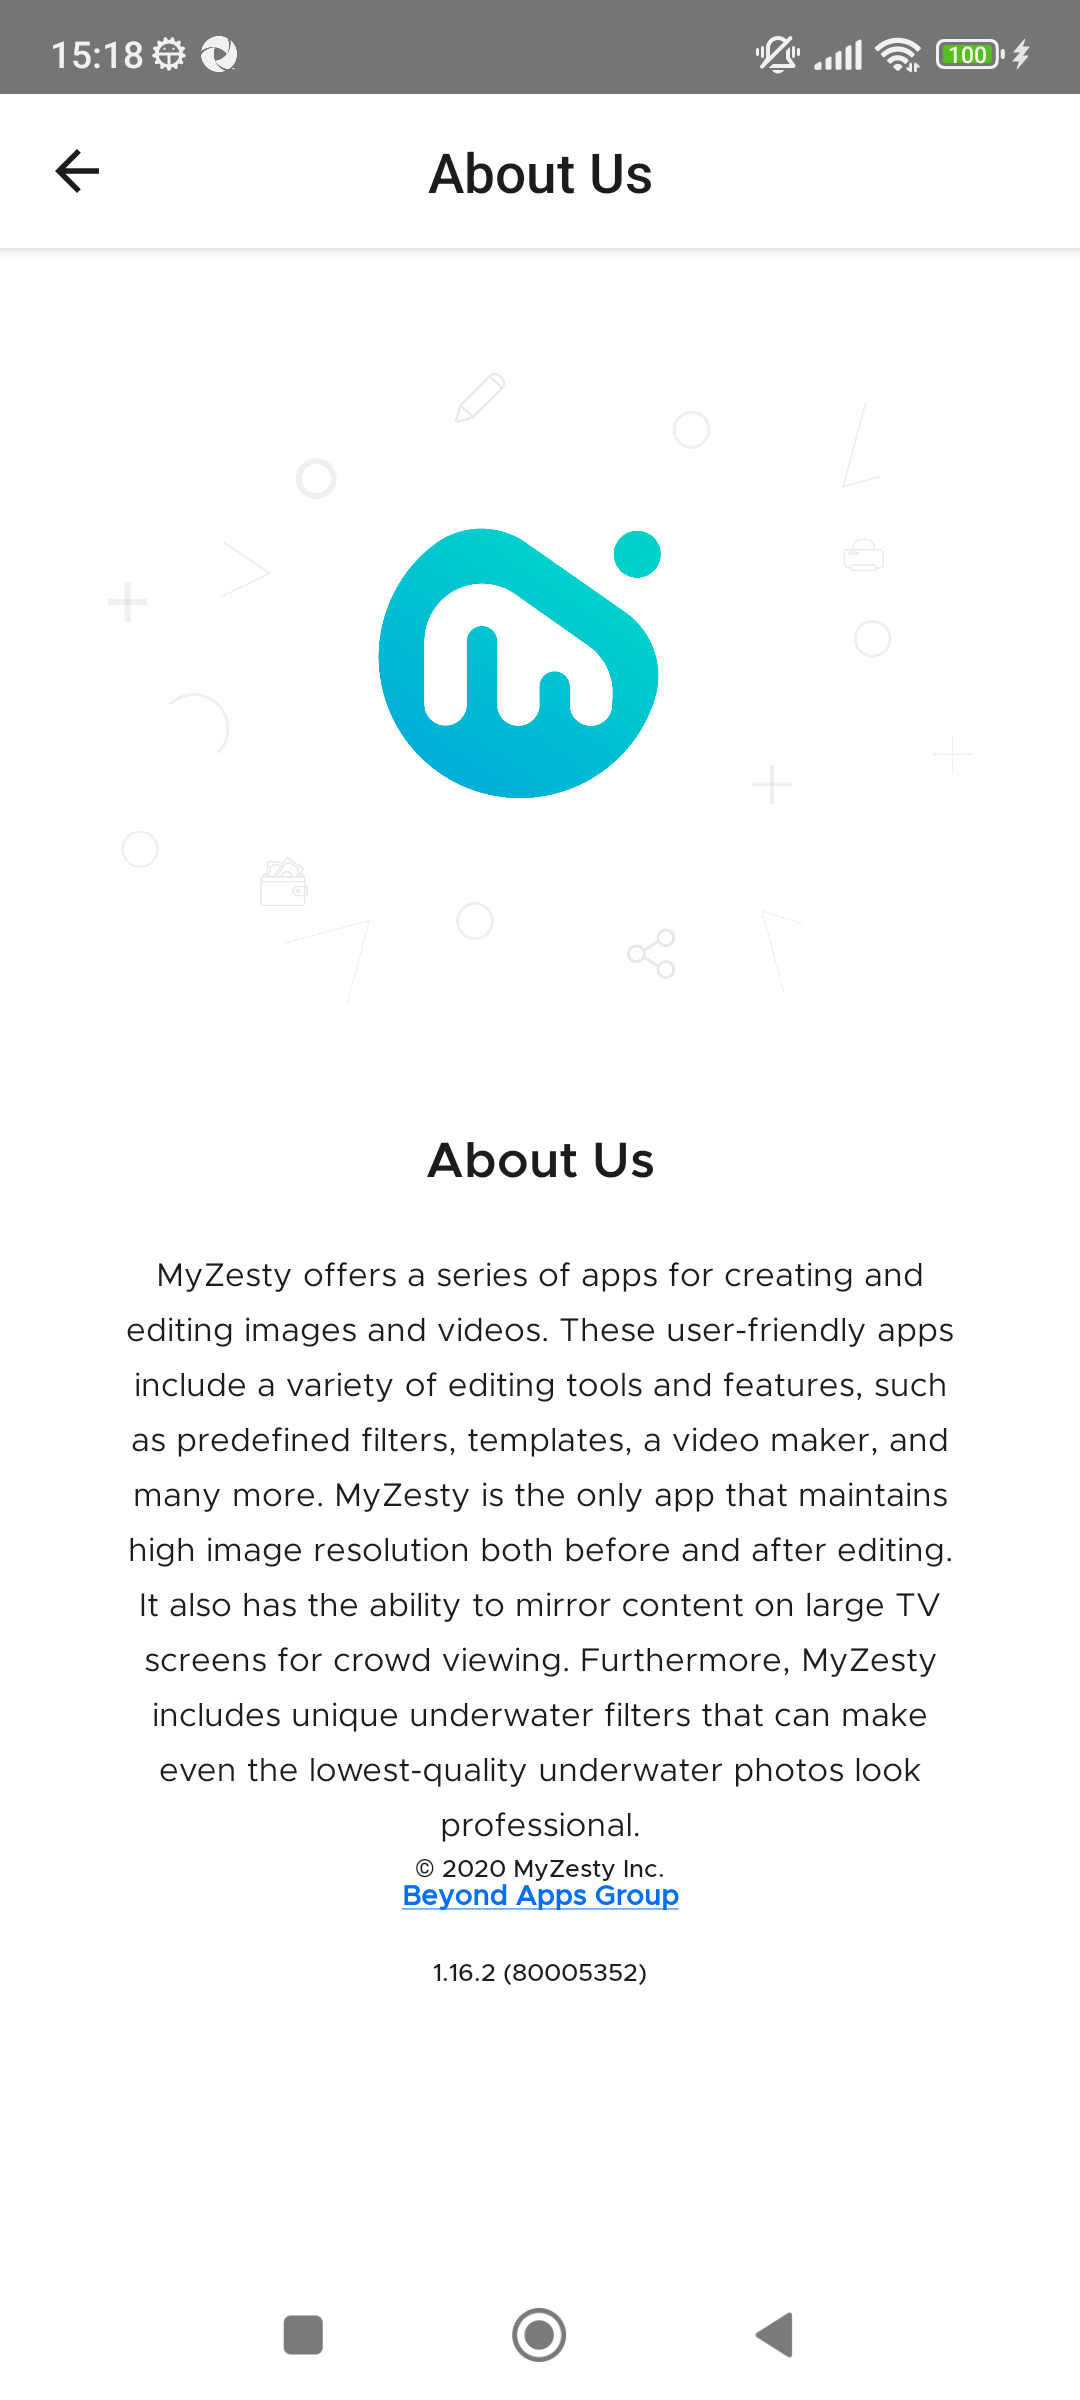 15:18
100
About Us
About Us
MyZesty offers a series of apps for creating and
editing images and videos. These user-friendly apps
include a variety of editing tools and features, such
as predefined filters, templates, a video maker, and
many more. MyZesty is the only app that maintains
high image resolution both before and after editing.
It also has the ability to mirror content on large TV
screens for crowd viewing. Furthermore, MyZesty
includes unique underwater filters that can make
even the lowest-quality underwater photos look
professional.
© 2020 MyZesty Inc.
Beyond Apps Group
1.16.2 (80005352)